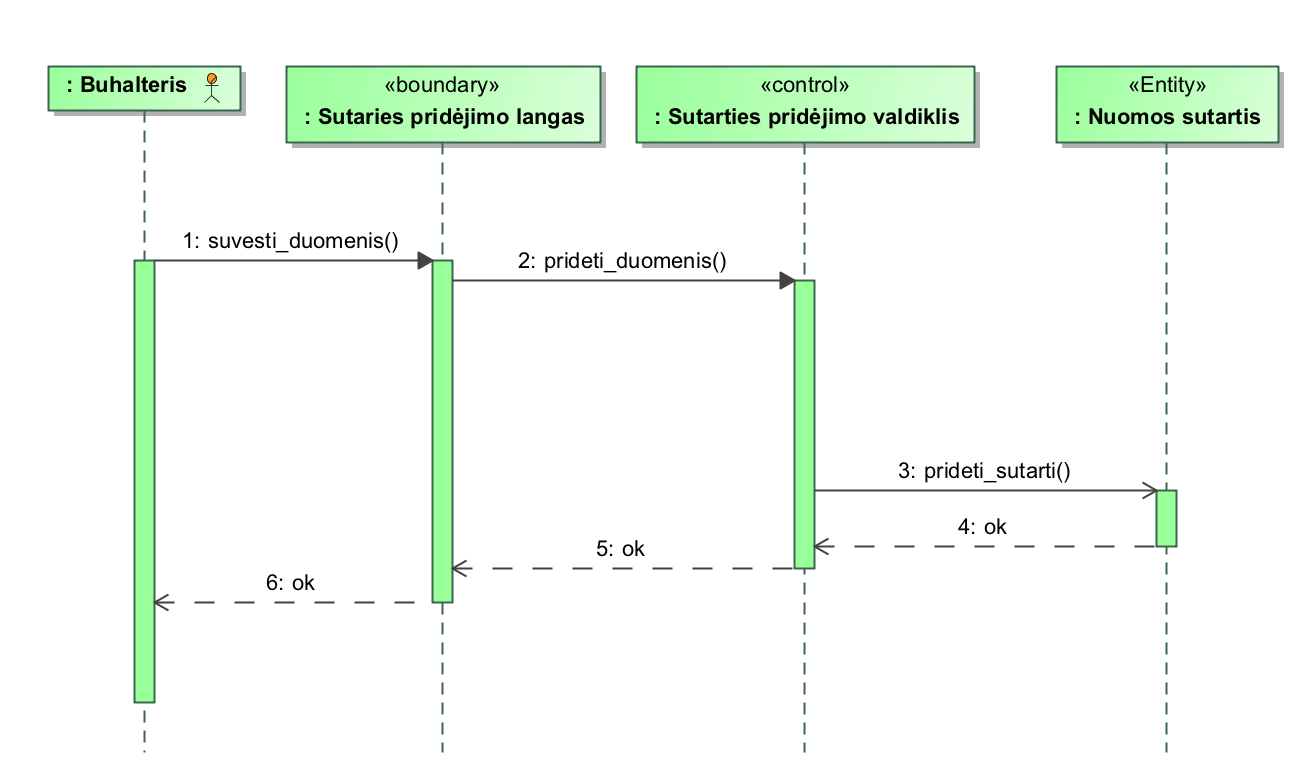 : Buhalteris
«boundary»
: Sutaries pridėjimo langas
«control»
: Sutarties pridėjimo valdiklis
«Entity»
: Nuomos sutartis
1: suvesti_duomenis()
2: prideti_duomenis()
3: prideti_sutarti()
4: ok
5: ok
6: ok